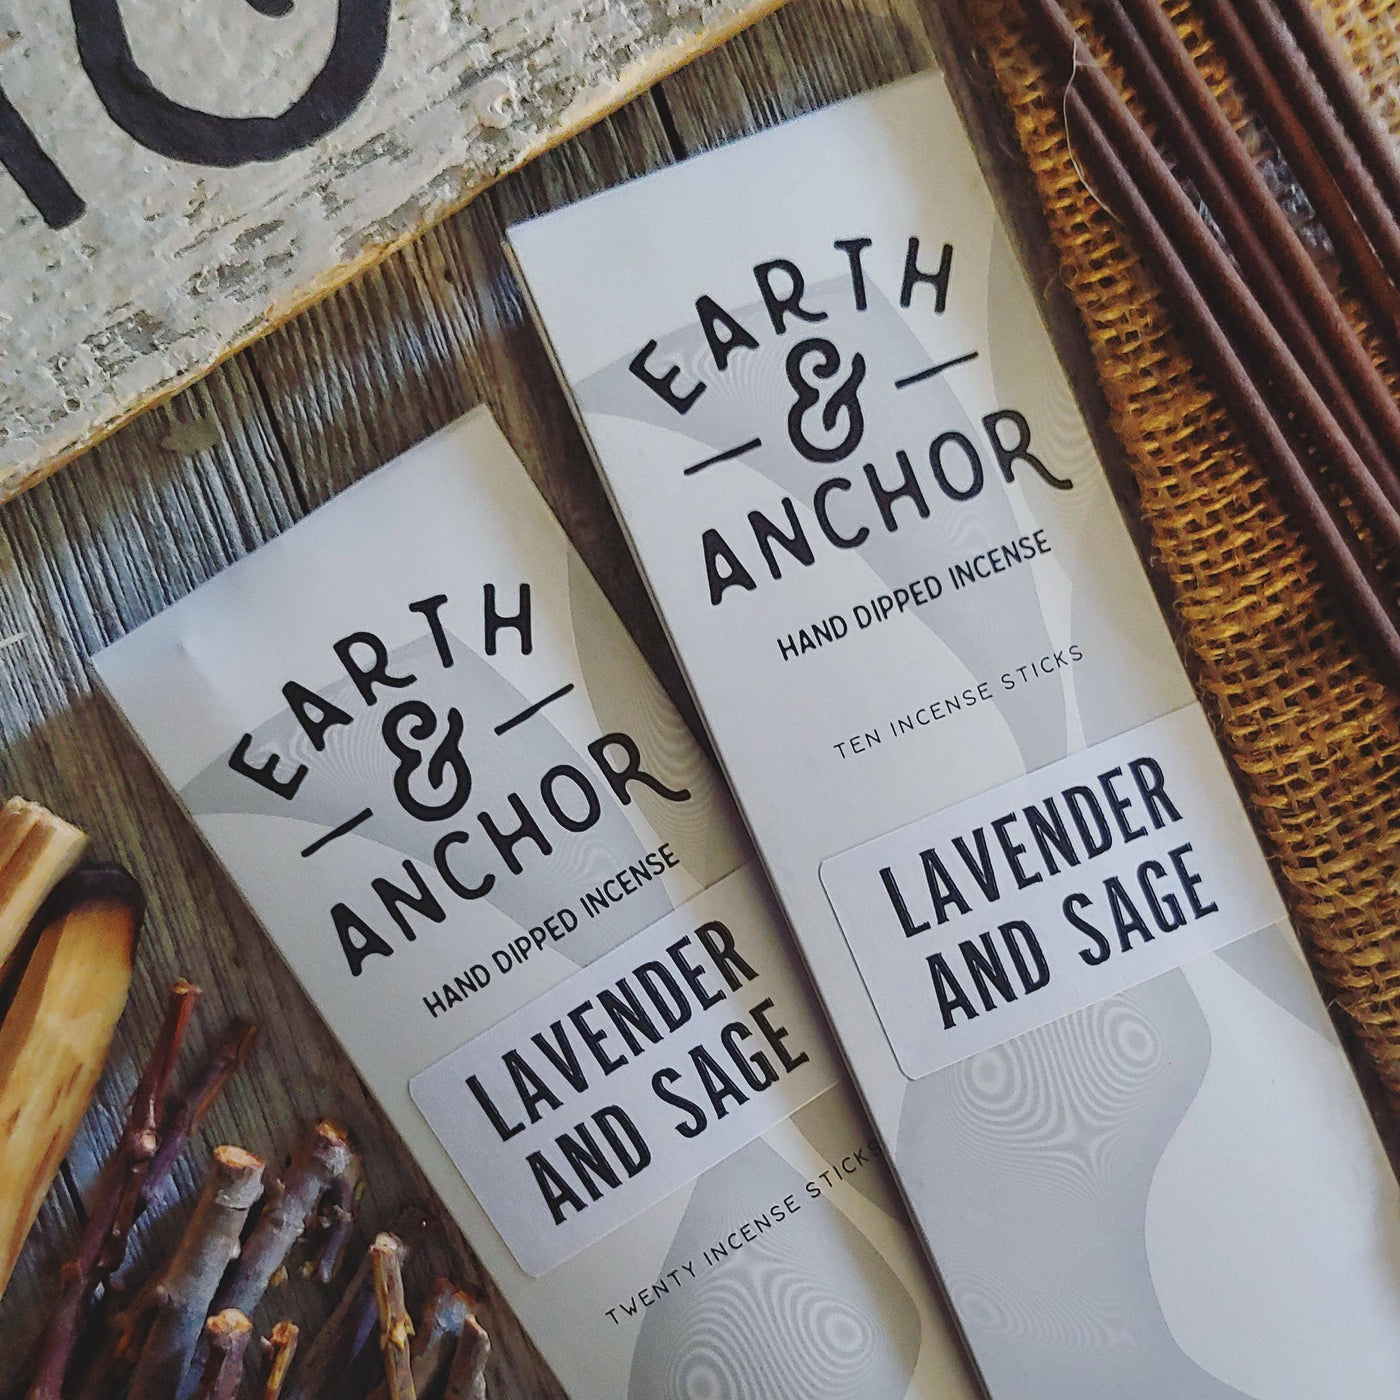 EARTH
&
ANCHOR
HAND DIPPED INCENSE
LAVENDER
AND SAGE
TWENTY INCENSE STICKS
EARTH
&
ANCHOR
HAND DIPPED INCENSE
TEN INCENSE STICKS
LAVENDER
AND SAGE